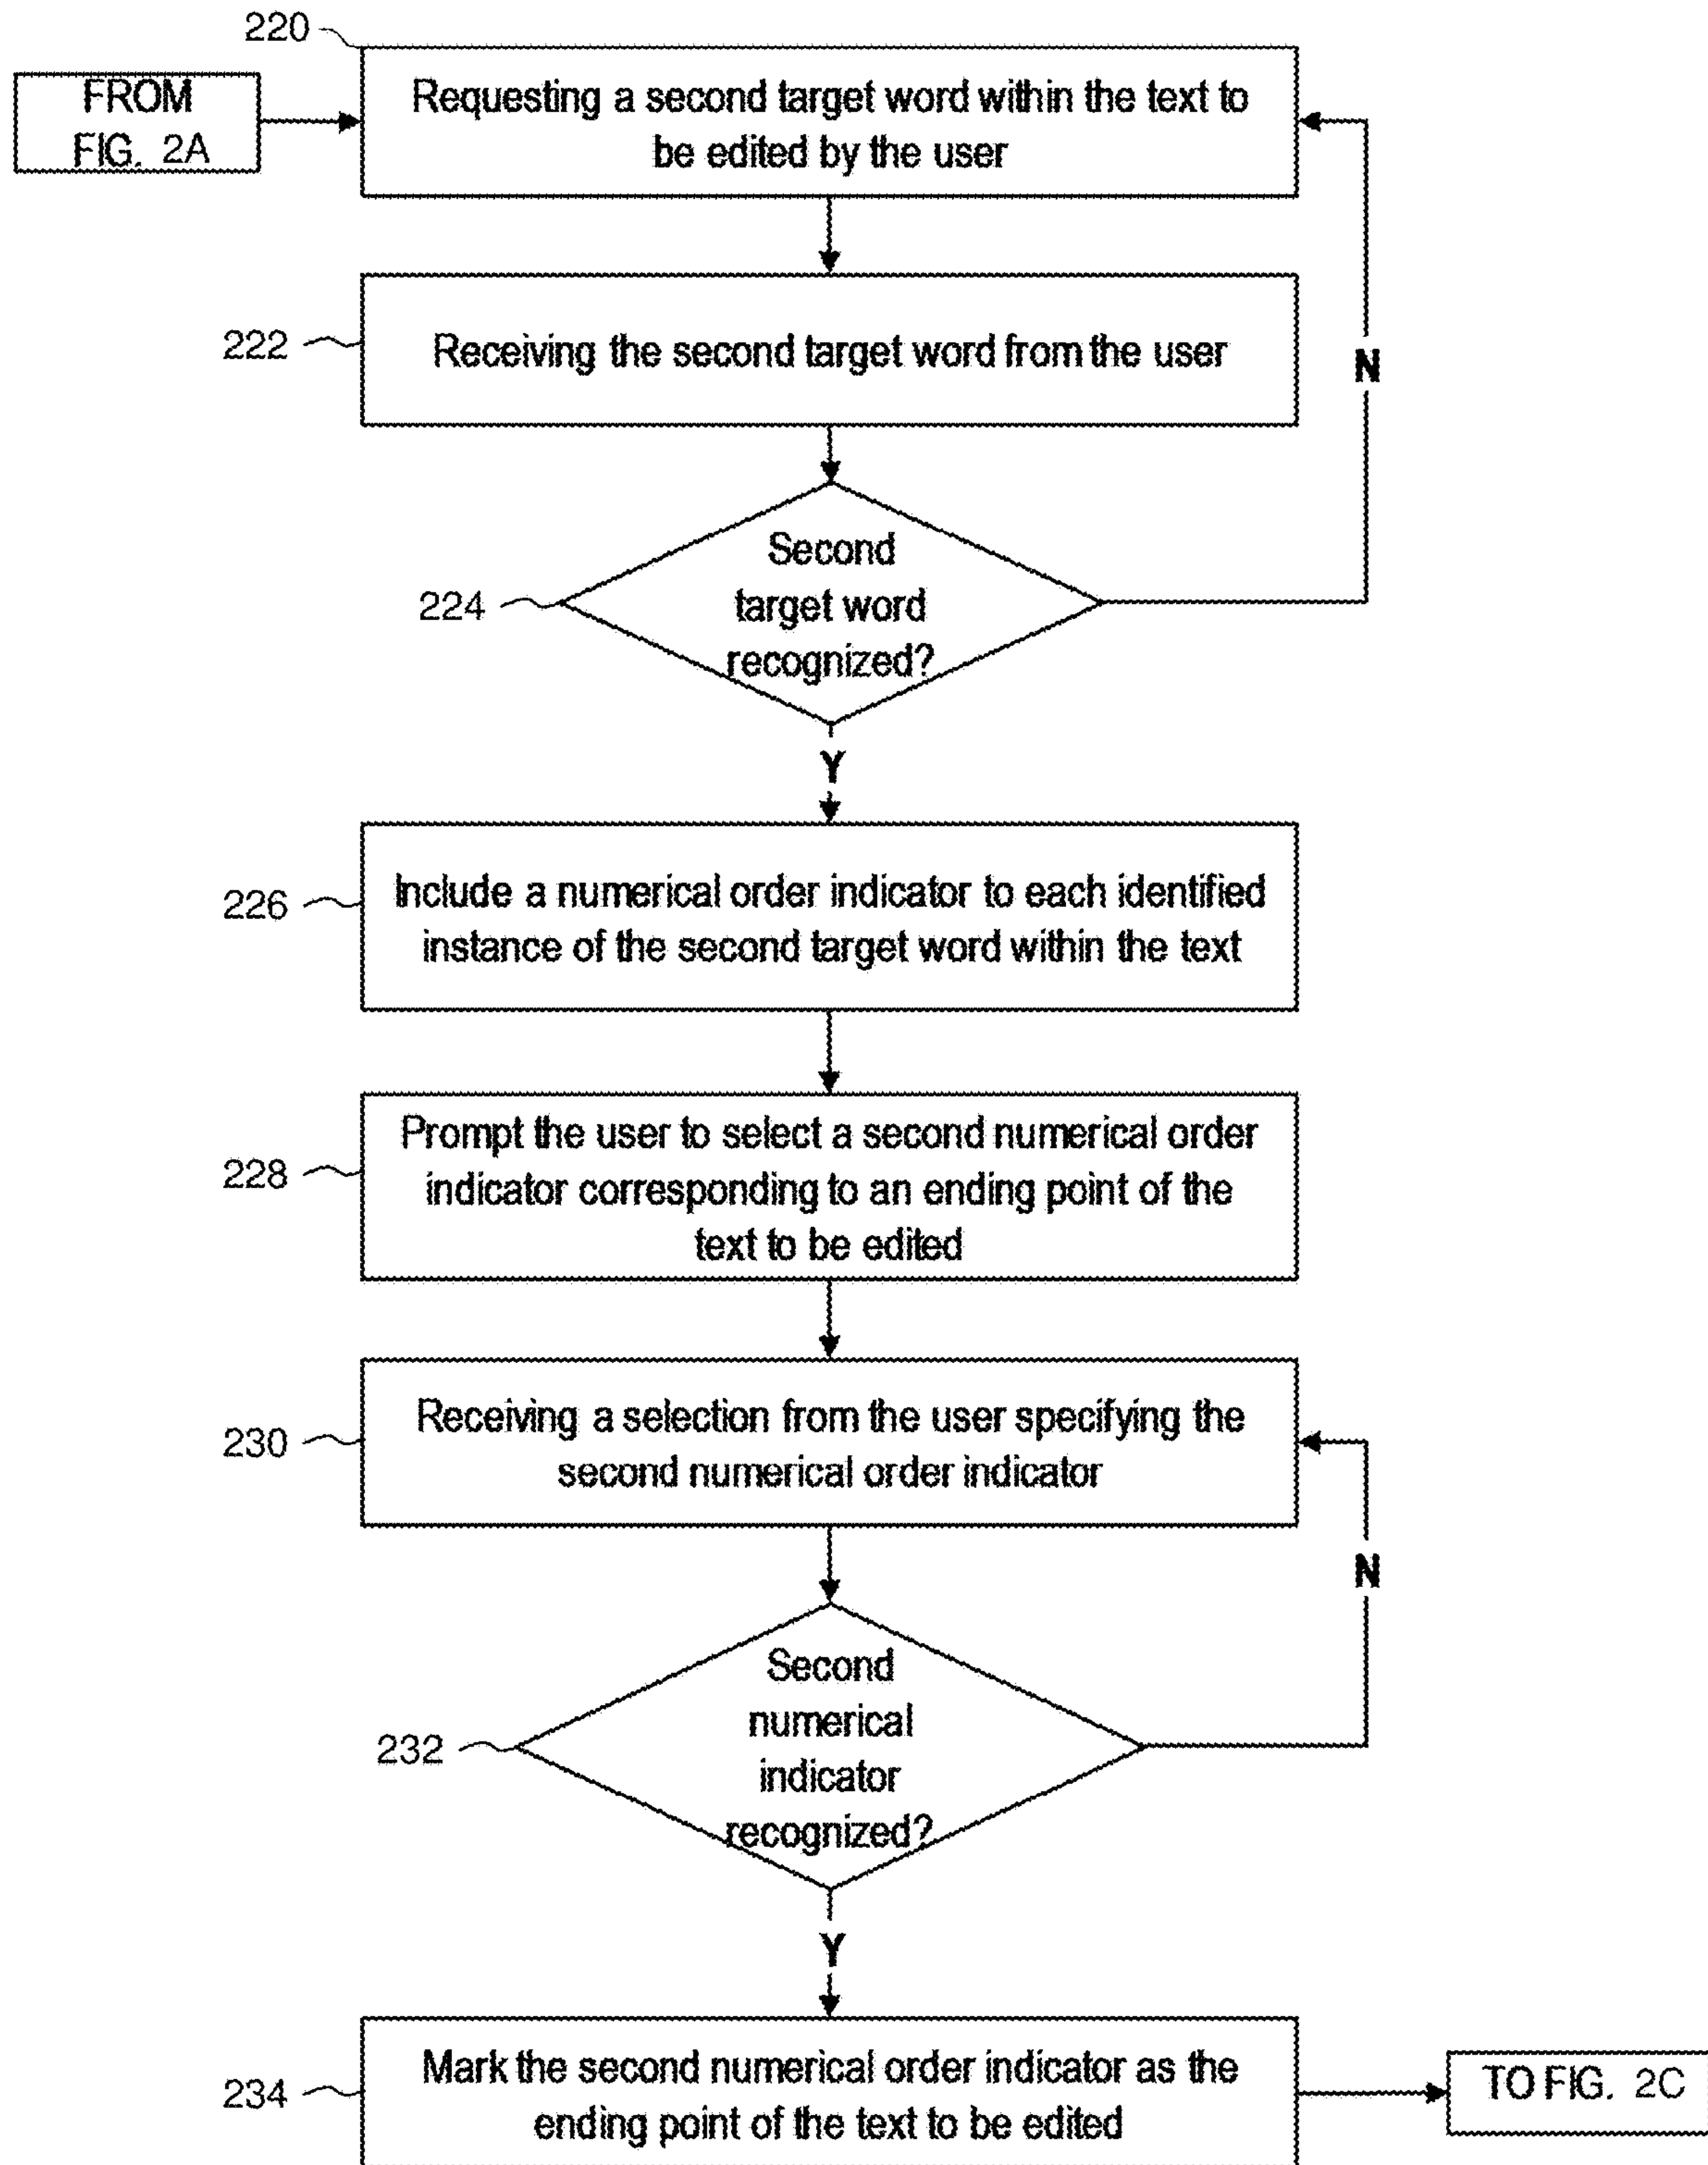 220
FROM
FIG. 2A
Requesting a second target word within the text to
be edited by the user
222
Receiving the second target word from the user
N
Second
target word
recognized?
224
Y
226
Include a numerical order indicator to each identified
instance of the second target word within the text
228
Prompt the user to select a second numerical order
indicator corresponding to an ending point of the
text to be edited
230
Receiving a selection from the user specifying the
second numerical order indicator
N
Second
numerical
indicator
recognized?
232
Y
234
Mark the second numerical order indicator as the
ending point of the text to be edited
TO FIG. 2C